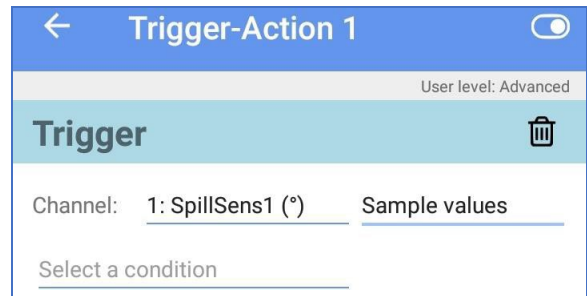 Trigger-Action 1
User level: Advanced
Trigger
Channel: 1: SpillSens1 (°) Sample values
Select a condition